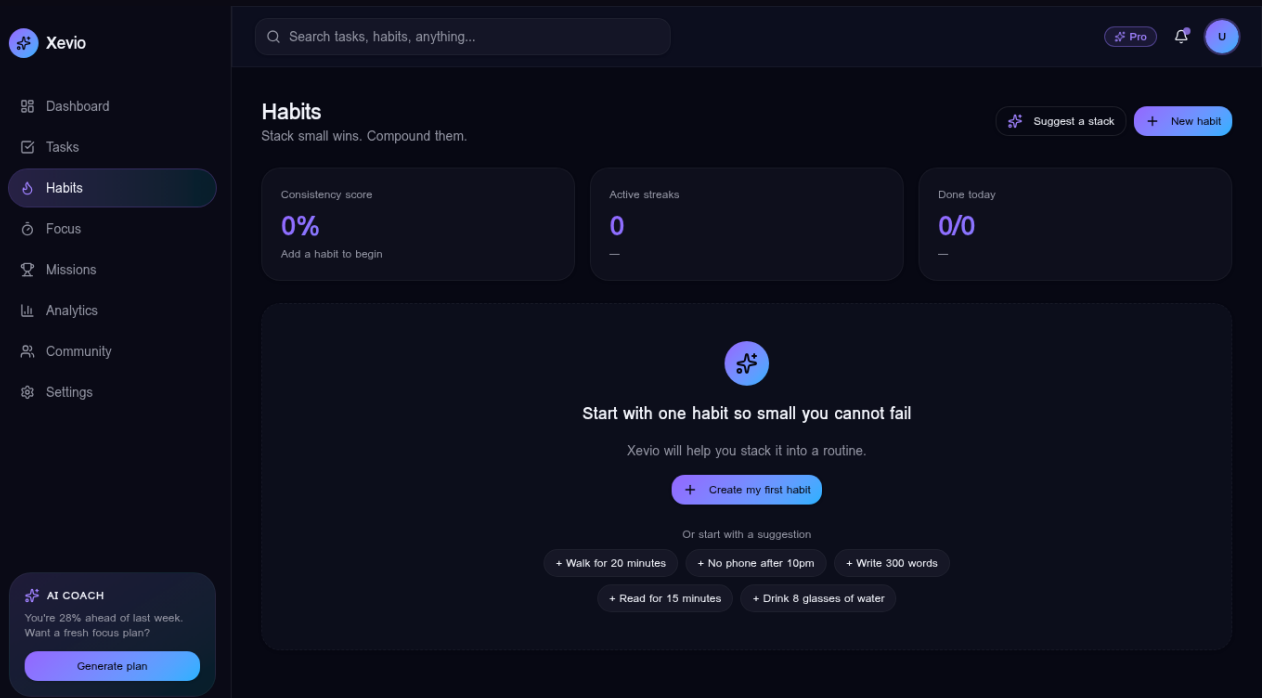 Xevio
Search tasks, habits, anything...
Pro
U
Dashboard
Tasks
Habits
Focus
Missions
Analytics
Community
Settings
AI COACH
You're 28% ahead of last week.
Want a fresh focus plan?
Generate plan
Habits
Stack small wins. Compound them.
Suggest a stack
+ New habit
Consistency score
0%
Add a habit to begin
Active streaks
0
—
Done today
0/0
—
Start with one habit so small you cannot fail
Xevio will help you stack it into a routine.
+ Create my first habit
Or start with a suggestion
+ Walk for 20 minutes
+ No phone after 10pm
+ Write 300 words
+ Read for 15 minutes
+ Drink 8 glasses of water